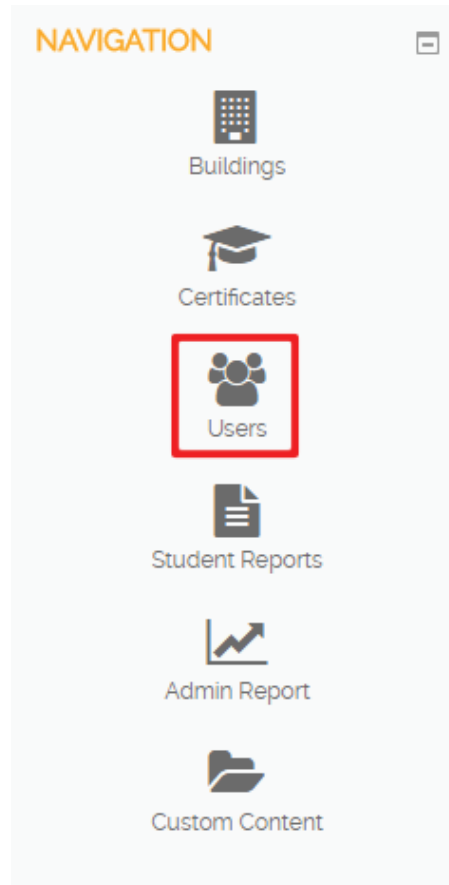 NAVIGATION
Buildings
Certificates
Users
Student Reports
Admin Report
Custom Content